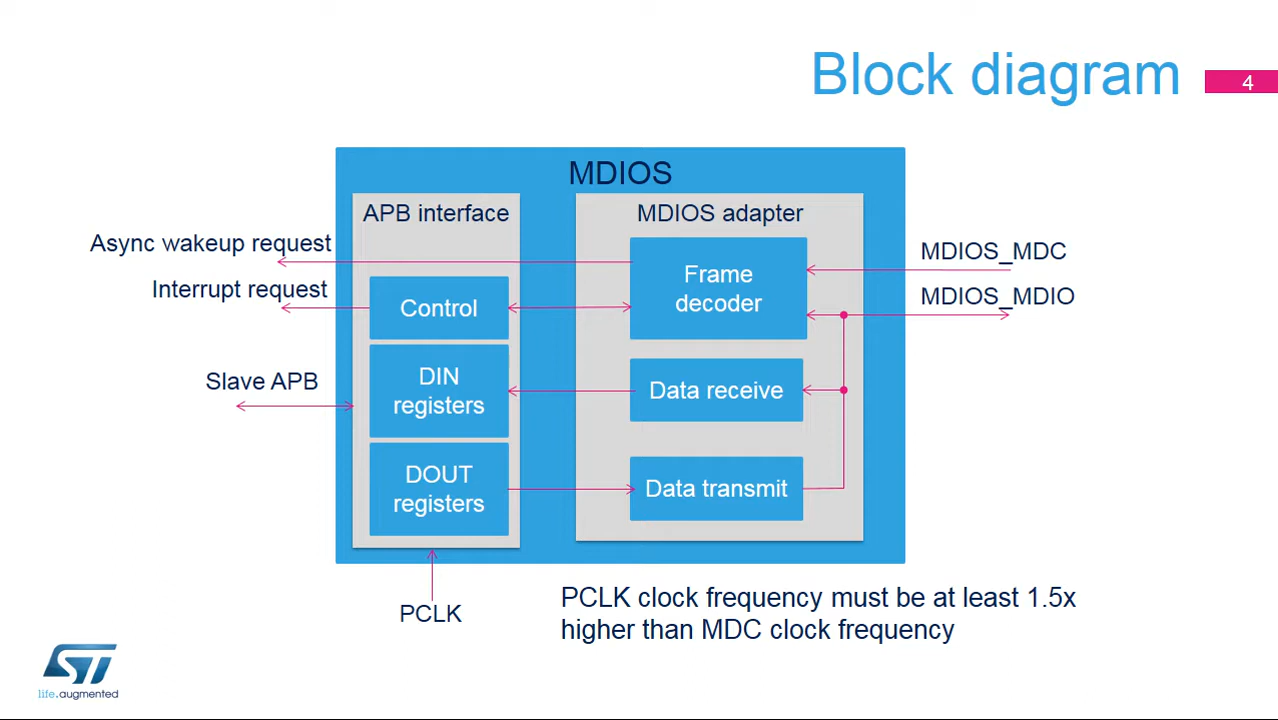 Block diagram
4
MDIOS
APB interface
MDIOS adapter
Async wakeup request
Interrupt request
Slave APB
Control
DIN
registers
DOUT
registers
Frame
decoder
Data receive
Data transmit
MDIOS_MDC
MDIOS_MDIO
PCLK
PCLK clock frequency must be at least 1.5x
higher than MDC clock frequency
ST
life.augmented